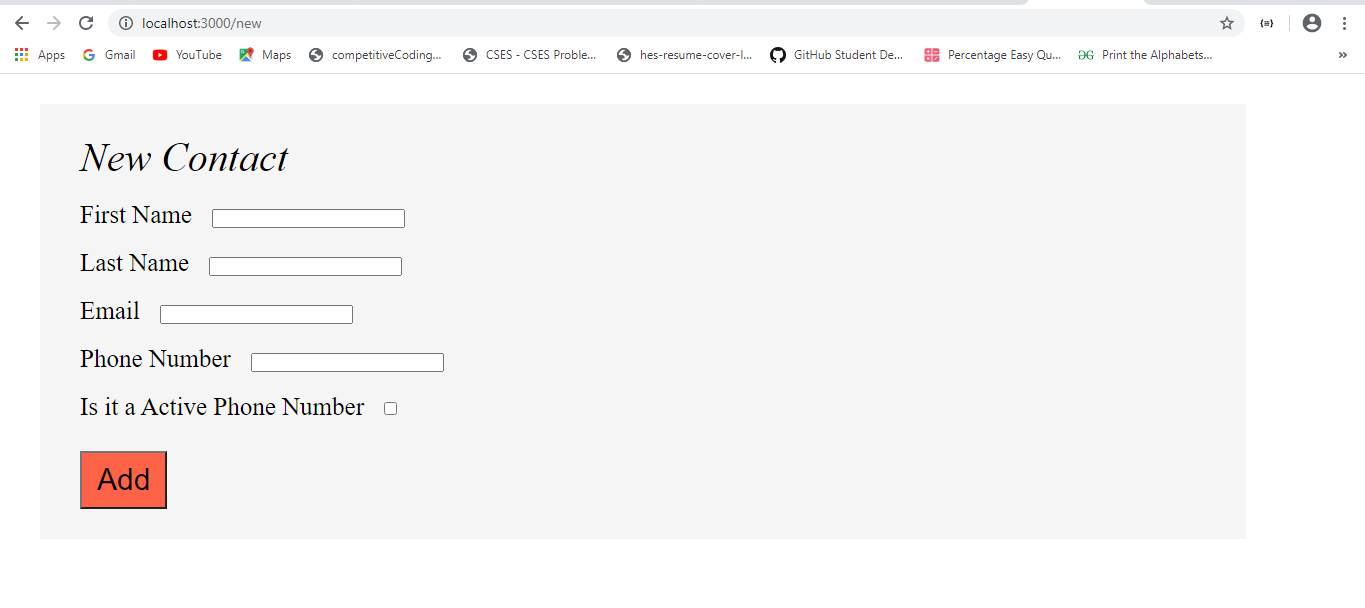 localhost:3000/new
Apps Gmail YouTube Maps competitiveCoding... CSES - CSES Proble... hes-resume-cover-l... GitHub Student De... Percentage Easy Qu... Print the Alphabets... »
New Contact
First Name
Last Name
Email
Phone Number
Is it a Active Phone Number
Add